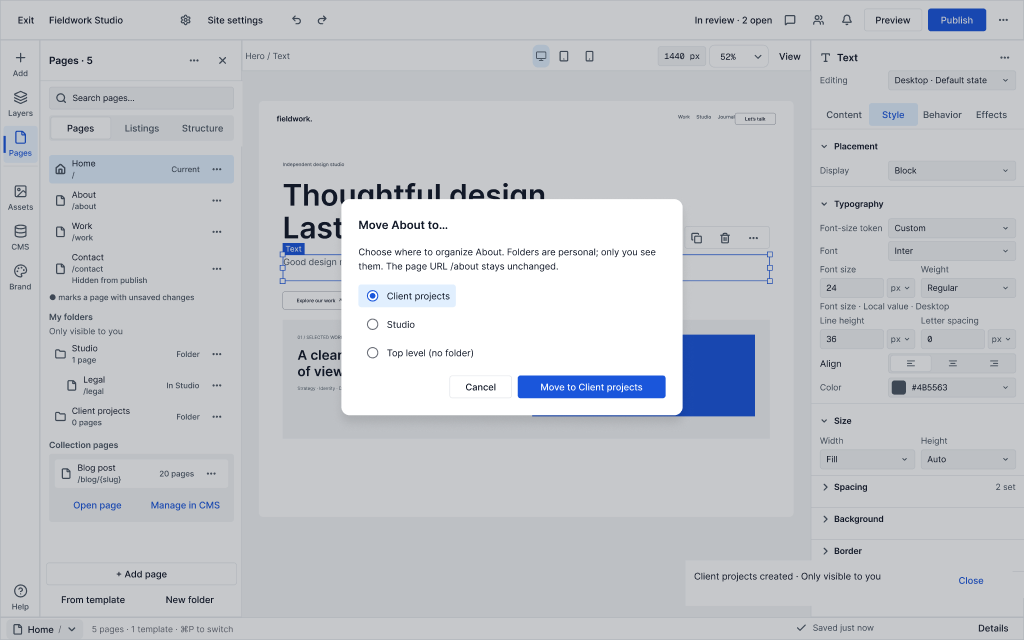 Exit
Fieldwork Studio
Site settings
In review · 2 open
Preview
Publish
Add
Layers
Pages
Assets
CMS
Brand
Help
Pages · 5
Search pages...
Pages
Listings
Structure
Home
/
Current
About
/about
Work
/work
Contact
/contact
Hidden from publish
marks a page with unsaved changes
My folders
Only visible to you
Studio
1 page
Folder
Legal
/legal
In Studio
Client projects
0 pages
Folder
Collection pages
Blog post
/blog/{slug}
20 pages
Open page
Manage in CMS
+ Add page
From template
New folder
Hero / Text
1440 px
52%
View
fieldwork.
Work
Studio
Journal
Let's talk
Independent design studio
Thoughtful design.
Last
Text
Good design
Explore our work
01 / SELECTED WORK
A clear
of view
Strategy · Identity
Move About to...
Choose where to organize About. Folders are personal; only you see
them. The page URL /about stays unchanged.
Client projects
Studio
Top level (no folder)
Cancel
Move to Client projects
Text
Editing
Desktop · Default state
Content
Style
Behavior
Effects
Placement
Display
Block
Typography
Font-size token
Custom
Font
Inter
Font size
Weight
24
px
Regular
Font size · Local value · Desktop
Line height
Letter spacing
36
px
0
px
Align
Color
#4B5563
Size
Width
Height
Fill
Auto
Spacing
2 set
Background
Border
Client projects created · Only visible to you
Close
Home /
5 pages · 1 template · ⌘P to switch
Saved just now
Details